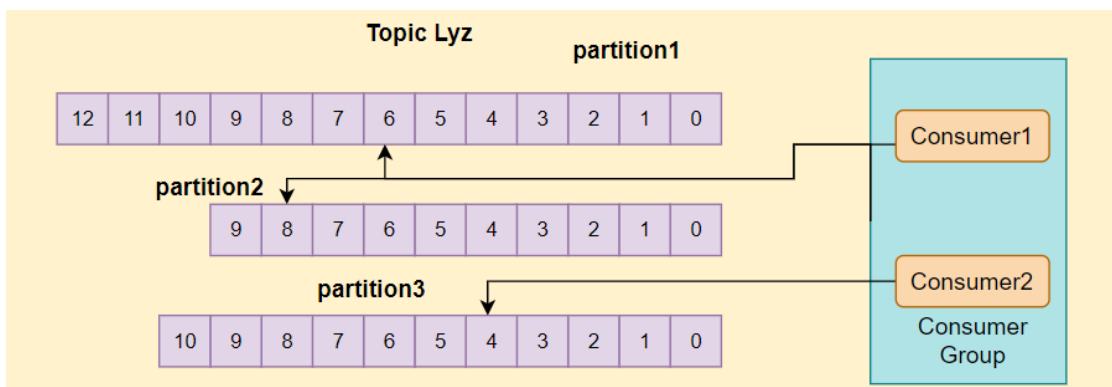 Topic Lyz
partition1
12 11 10 9 8 7 6 5 4 3 2 1 0
Consumer1
partition2
9 8 7 6 5 4 3 2 1 0
partition3
Consumer2
10 9 8 7 6 5 4 3 2 1 0
Consumer
Group